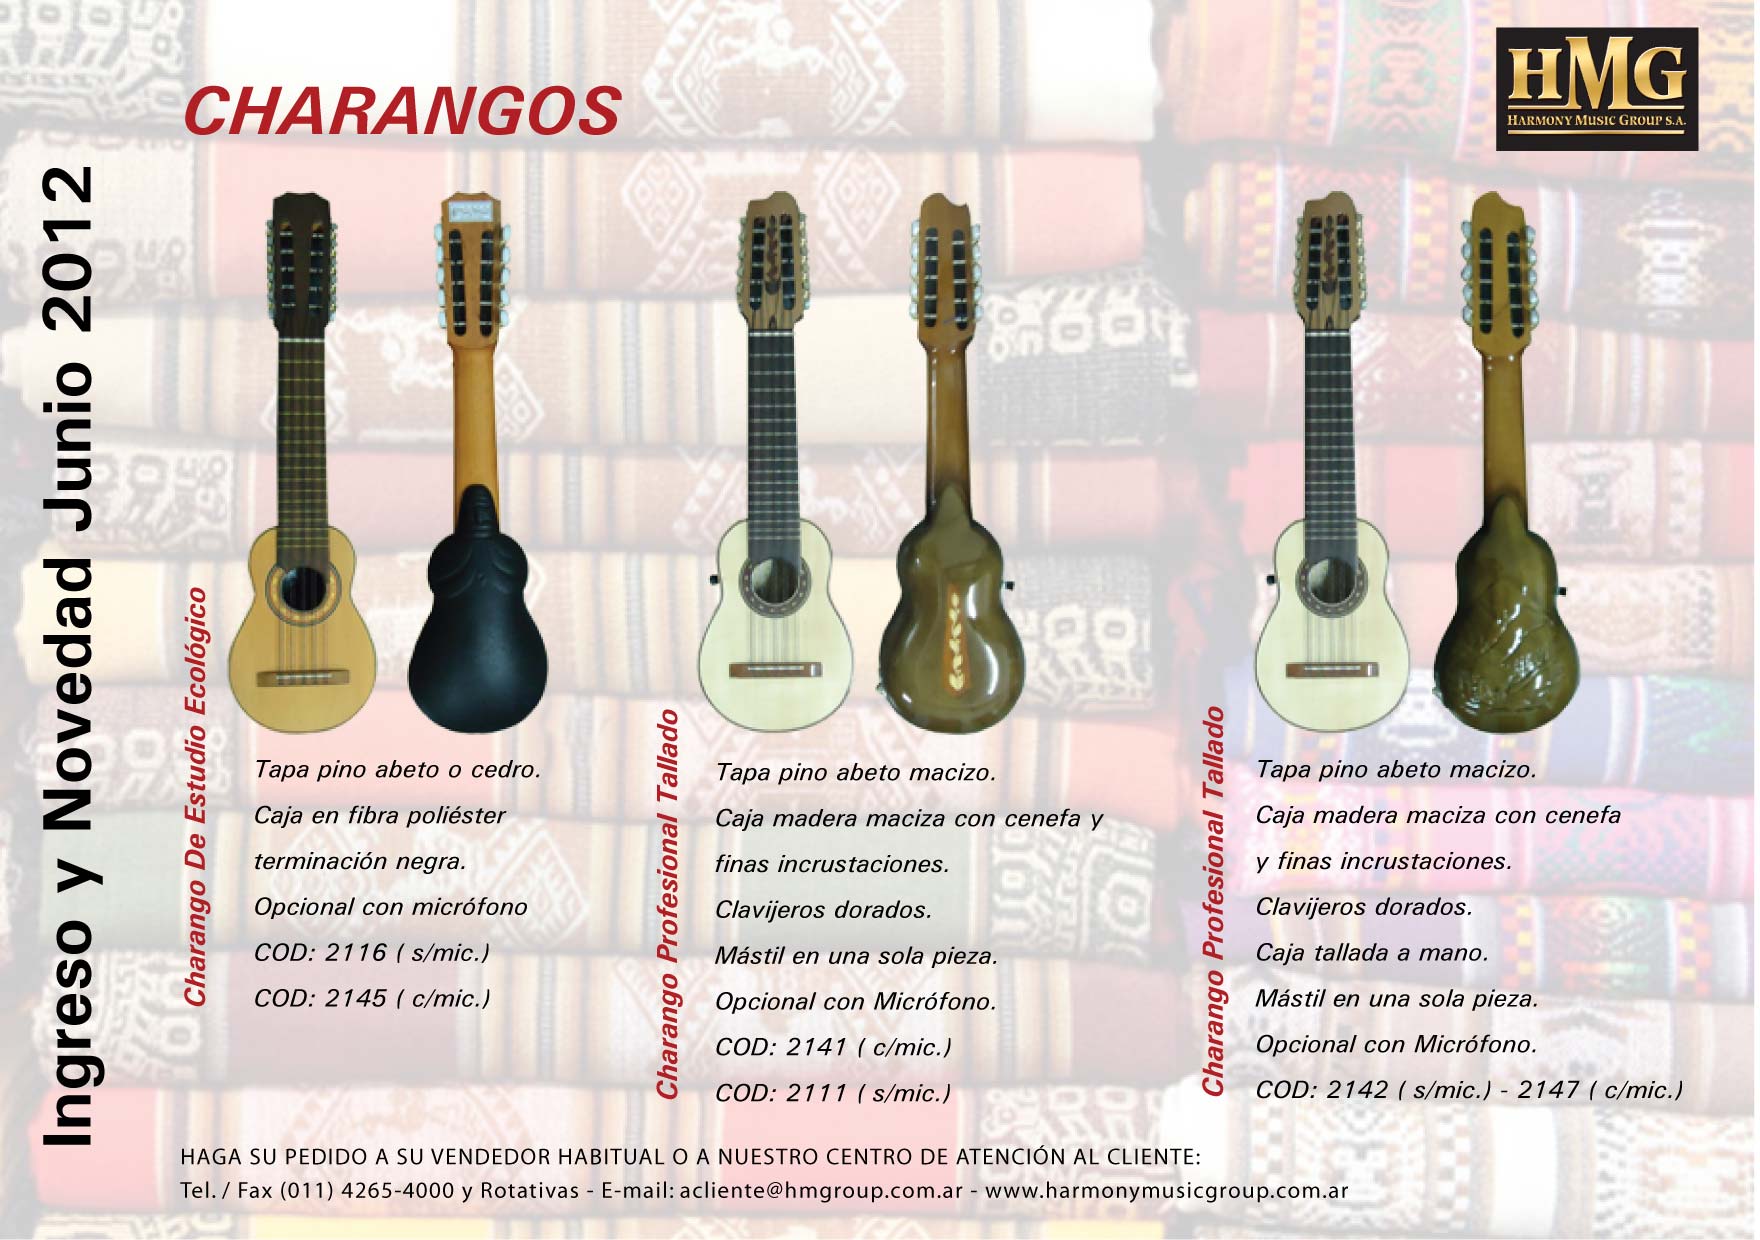 CHARANGOS
HMG
HARMONY MUSIC GROUP S.A.
Ingreso y Novedad Junio 2012
Charango De Estudio Ecológico
Tapa pino abeto o cedro.
Caja en fibra poliéster
terminación negra.
Opcional con micrófono
COD: 2116 ( s/mic.)
COD: 2145 ( c/mic.)
Charango Profesional Tallado
Tapa pino abeto macizo.
Caja madera maciza con cenefa y
finas incrustaciones.
Clavijeros dorados.
Mástil en una sola pieza.
Opcional con Micrófono.
COD: 2141 ( c/mic.)
COD: 2111 ( s/mic.)
Charango Profesional Tallado
Tapa pino abeto macizo.
Caja madera maciza con cenefa
y finas incrustaciones.
Clavijeros dorados.
Caja tallada a mano.
Mástil en una sola pieza.
Opcional con Micrófono.
COD: 2142 ( s/mic.) - 2147 ( c/mic.)
HAGA SU PEDIDO A SU VENDEDOR HABITUAL O A NUESTRO CENTRO DE ATENCIÓN AL CLIENTE:
Tel. / Fax (011) 4265-4000 y Rotativas - E-mail: acliente@hmgroup.com.ar - www.harmonymusicgroup.com.ar